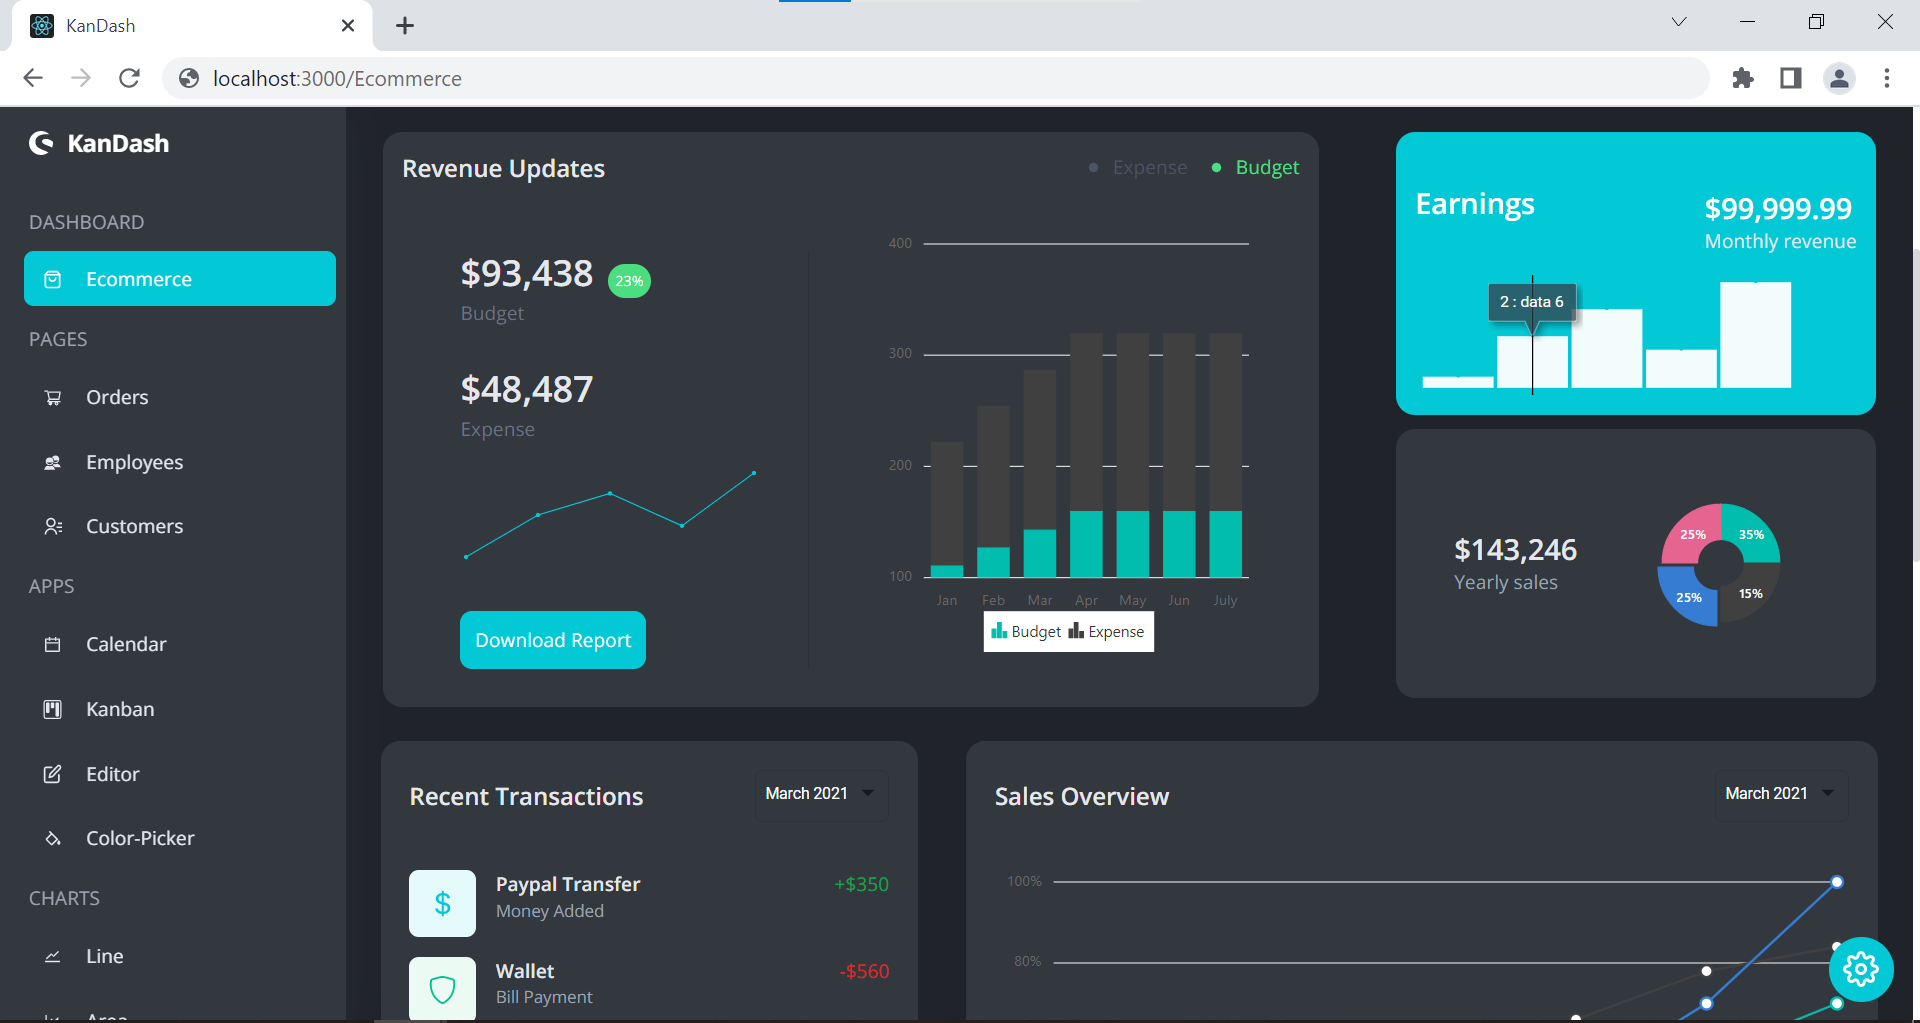 KanDash
localhost:3000/Ecommerce
KanDash
DASHBOARD
Ecommerce
PAGES
Orders
Employees
Customers
APPS
Calendar
Kanban
Editor
Color-Picker
CHARTS
Line
Area
Revenue Updates
Expense
Budget
$93,438
23%
Budget
$48,487
Expense
Download Report
400
300
200
100
Jan Feb Mar Apr May Jun July
Budget Expense
Earnings
$99,999.99
Monthly revenue
2 : data 6
$143,246
Yearly sales
25% 35%
25% 15%
Recent Transactions
March 2021
$
Paypal Transfer
+$350
Money Added
Wallet
-$560
Bill Payment
Sales Overview
March 2021
100%
80%